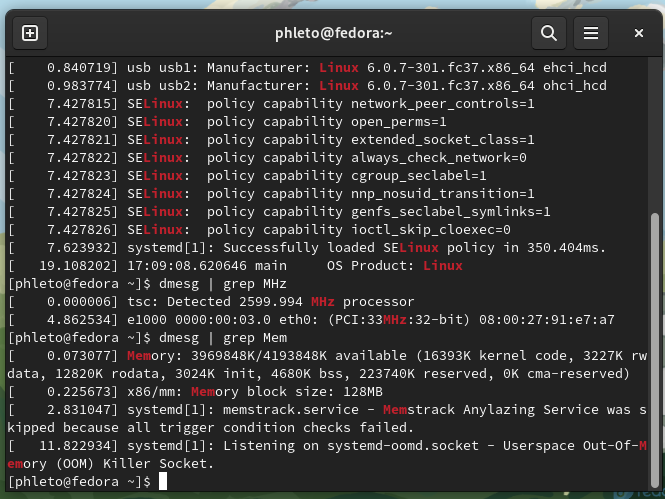 phleto@fedora:~
[    0.840719] usb usb1: Manufacturer: Linux 6.0.7-301.fc37.x86_64 ehci_hcd
[    0.983774] usb usb2: Manufacturer: Linux 6.0.7-301.fc37.x86_64 ohci_hcd
[    7.427815] SELinux:  policy capability network_peer_controls=1
[    7.427820] SELinux:  policy capability open_perms=1
[    7.427821] SELinux:  policy capability extended_socket_class=1
[    7.427822] SELinux:  policy capability always_check_network=0
[    7.427823] SELinux:  policy capability cgroup_seclabel=1
[    7.427824] SELinux:  policy capability nnp_nosuid_transition=1
[    7.427825] SELinux:  policy capability genfs_seclabel_symlinks=1
[    7.427826] SELinux:  policy capability ioctl_skip_cloexec=0
[    7.623932] systemd[1]: Successfully loaded SELinux policy in 350.404ms.
[   19.108202] 17:09:08.620646 main     OS Product: Linux
[phleto@fedora ~]$ dmesg | grep MHz
[    0.000006] tsc: Detected 2599.994 MHz processor
[    4.862534] e1000 0000:00:03.0 eth0: (PCI:33MHz:32-bit) 08:00:27:91:e7:a7
[phleto@fedora ~]$ dmesg | grep Mem
[    0.073077] Memory: 3969848K/4193848K available (16393K kernel code, 3227K rw
data, 12820K rodata, 3024K init, 4680K bss, 223740K reserved, 0K cma-reserved)
[    0.225673] x86/mm: Memory block size: 128MB
[    2.831047] systemd[1]: memstrack.service - Memstrack Anylazing Service was s
kipped because all trigger condition checks failed.
[   11.822934] systemd[1]: Listening on systemd-oomd.socket - Userspace Out-Of-M
emory (OOM) Killer Socket.
[phleto@fedora ~]$